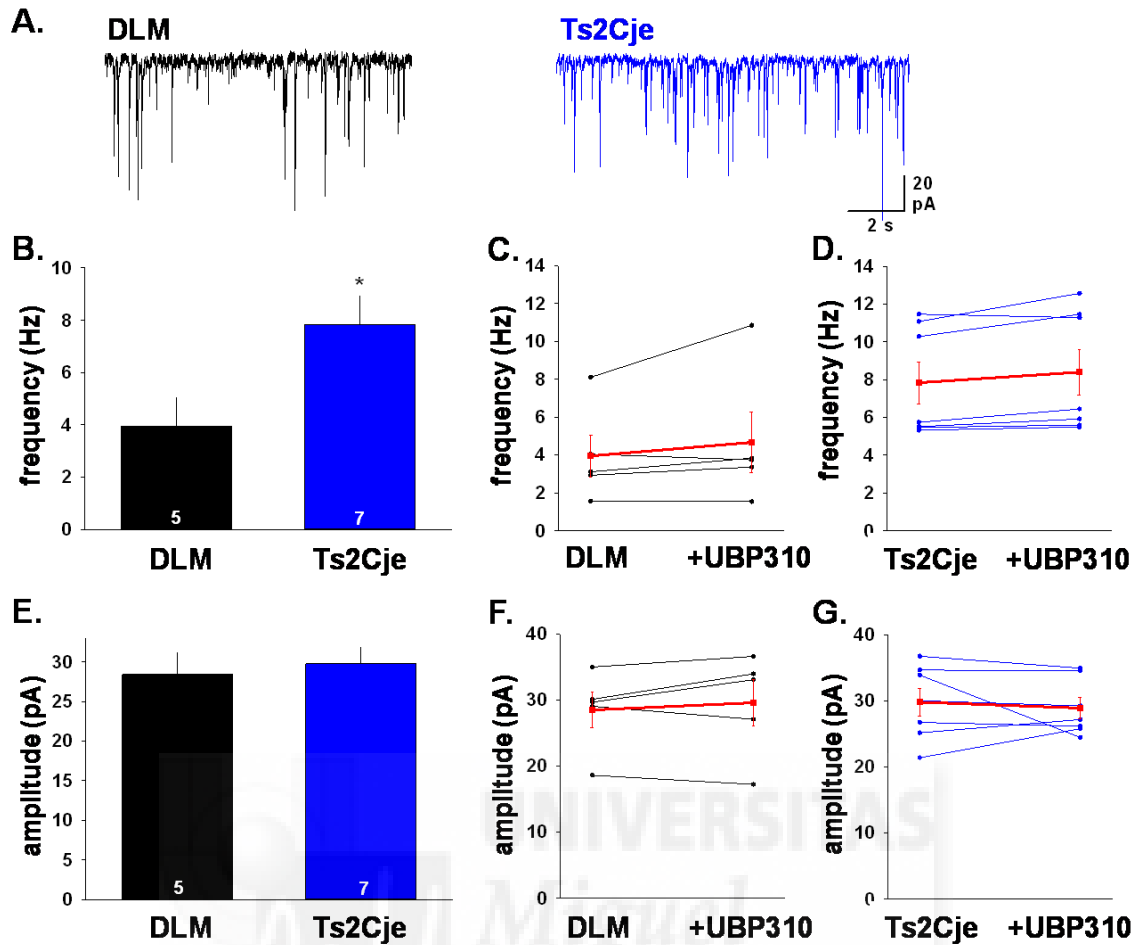 A.
DLM
Ts2Cje
20
pA
2 s
B.
frequency (Hz)
10
8
6
4
2
0
*
5
7
DLM
Ts2Cje
C.
frequency (Hz)
14
12
10
8
6
4
2
0
DLM
+UBP310
D.
frequency (Hz)
14
12
10
8
6
4
2
0
Ts2Cje
+UBP310
E.
amplitude (pA)
30
25
20
15
10
5
0
5
7
DLM
Ts2Cje
F.
amplitude (pA)
40
30
20
10
0
DLM
+UBP310
G.
amplitude (pA)
40
30
20
10
0
Ts2Cje
+UBP310
UNIVERSITAS
Miguel